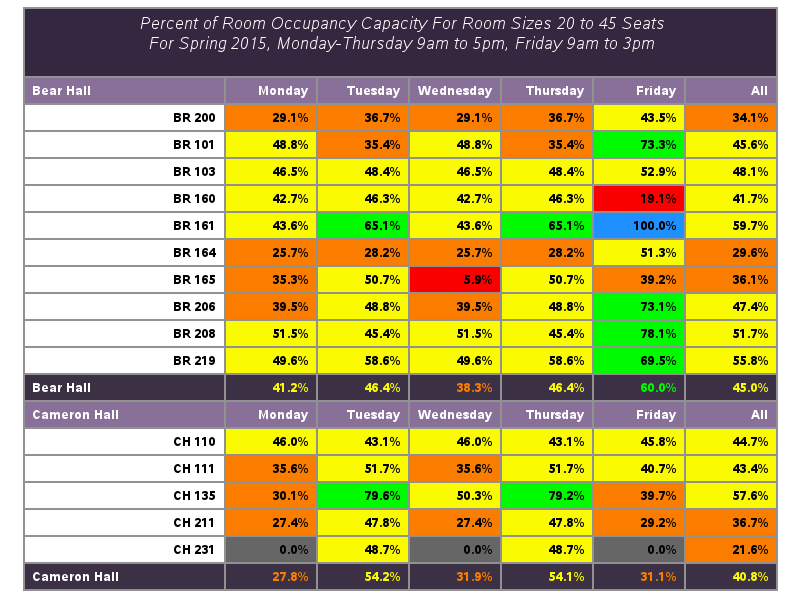 Percent of Room Occupancy Capacity For Room Sizes 20 to 45 Seats
For Spring 2015, Monday-Thursday 9am to 5pm, Friday 9am to 3pm
Bear Hall Monday Tuesday Wednesday Thursday Friday All
BR 200 29.1% 36.7% 29.1% 36.7% 43.5% 34.1%
BR 101 48.8% 35.4% 48.8% 35.4% 73.3% 45.6%
BR 103 46.5% 48.4% 46.5% 48.4% 52.9% 48.1%
BR 160 42.7% 46.3% 42.7% 46.3% 19.1% 41.7%
BR 161 43.6% 65.1% 43.6% 65.1% 100.0% 59.7%
BR 164 25.7% 28.2% 25.7% 28.2% 51.3% 29.6%
BR 165 35.3% 50.7% 5.9% 50.7% 39.2% 36.1%
BR 206 39.5% 48.8% 39.5% 48.8% 73.1% 47.4%
BR 208 51.5% 45.4% 51.5% 45.4% 78.1% 51.7%
BR 219 49.6% 58.6% 49.6% 58.6% 69.5% 55.8%
Bear Hall 41.2% 46.4% 38.3% 46.4% 60.0% 45.0%
Cameron Hall Monday Tuesday Wednesday Thursday Friday All
CH 110 46.0% 43.1% 46.0% 43.1% 45.8% 44.7%
CH 111 35.6% 51.7% 35.6% 51.7% 40.7% 43.4%
CH 135 30.1% 79.6% 50.3% 79.2% 39.7% 57.6%
CH 211 27.4% 47.8% 27.4% 47.8% 29.2% 36.7%
CH 231 0.0% 48.7% 0.0% 48.7% 0.0% 21.6%
Cameron Hall 27.8% 54.2% 31.9% 54.1% 31.1% 40.8%